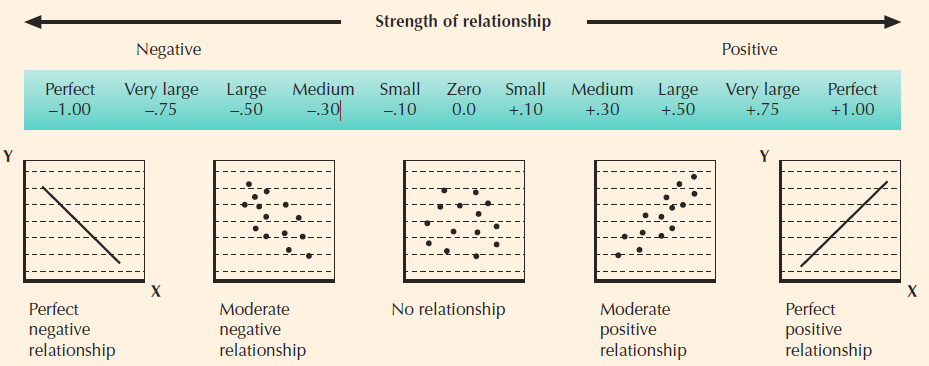 Strength of relationship
Negative Positive
Perfect Very large Large Medium Small Zero Small Medium Large Very large Perfect
–1.00 –.75 –.50 –.30 –.10 0.0 +.10 +.30 +.50 +.75 +1.00
Y Y
X X
Perfect
negative
relationship
Moderate
negative
relationship
No relationship
Moderate
positive
relationship
Perfect
positive
relationship